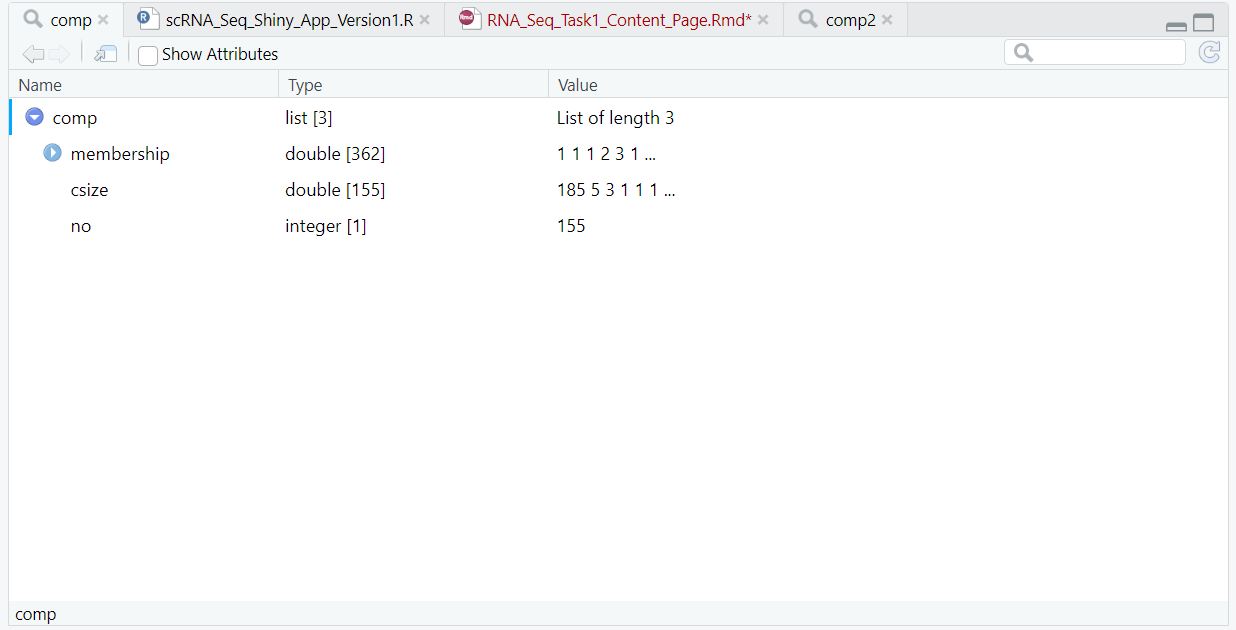 comp scRNA_Seq_Shiny_App_Version1.R RNA_Seq_Task1_Content_Page.Rmd* comp2
Show Attributes
Name Type Value
comp list [3] List of length 3
membership double [362] 1 1 1 2 3 1 ...
csize double [155] 185 5 3 1 1 1 ...
no integer [1] 155
comp